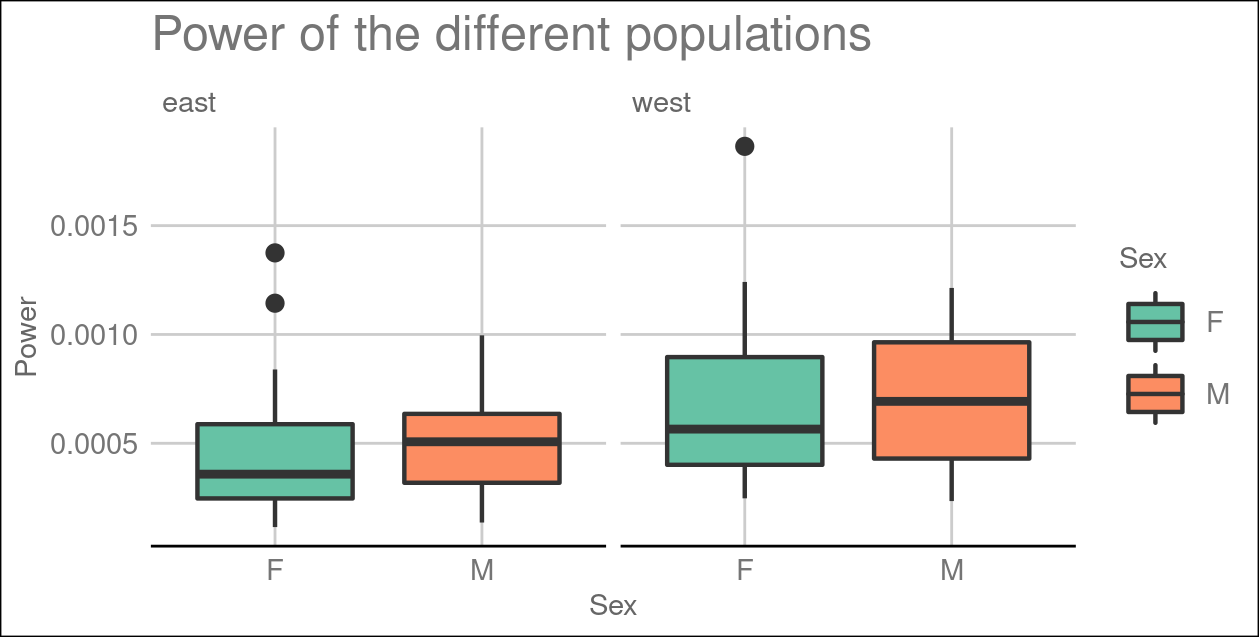 Power of the different populations
east
west
0.0015
0.0010
0.0005
Power
F
M
F
M
Sex
Sex
F
M